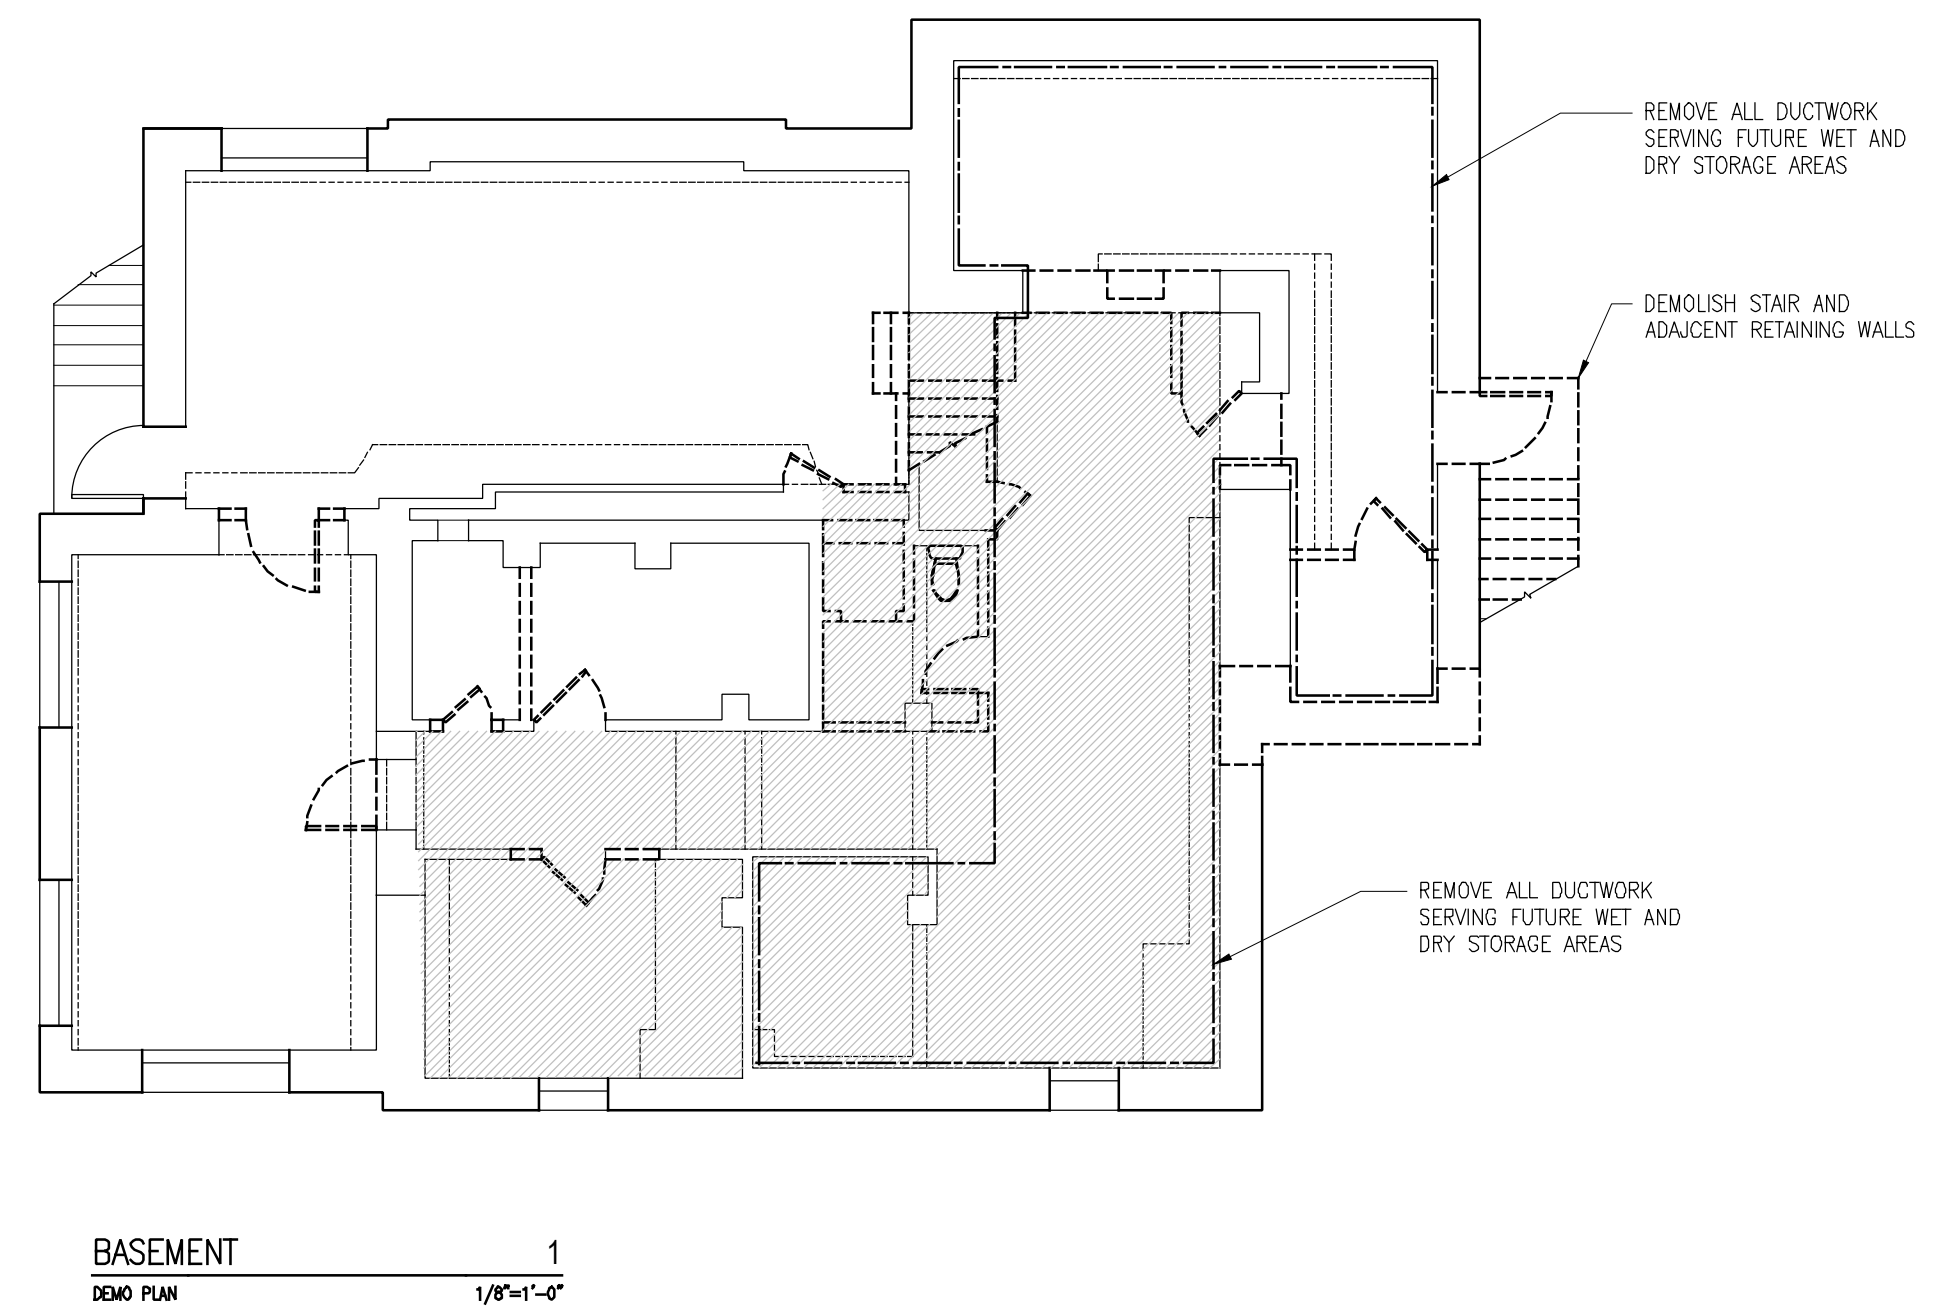 REMOVE ALL DUCTWORK
SERVING FUTURE WET AND
DRY STORAGE AREAS
DEMOLISH STAIR AND
ADAJCENT RETAINING WALLS
REMOVE ALL DUCTWORK
SERVING FUTURE WET AND
DRY STORAGE AREAS
BASEMENT 1
DEMO PLAN 1/8"=1'-0"